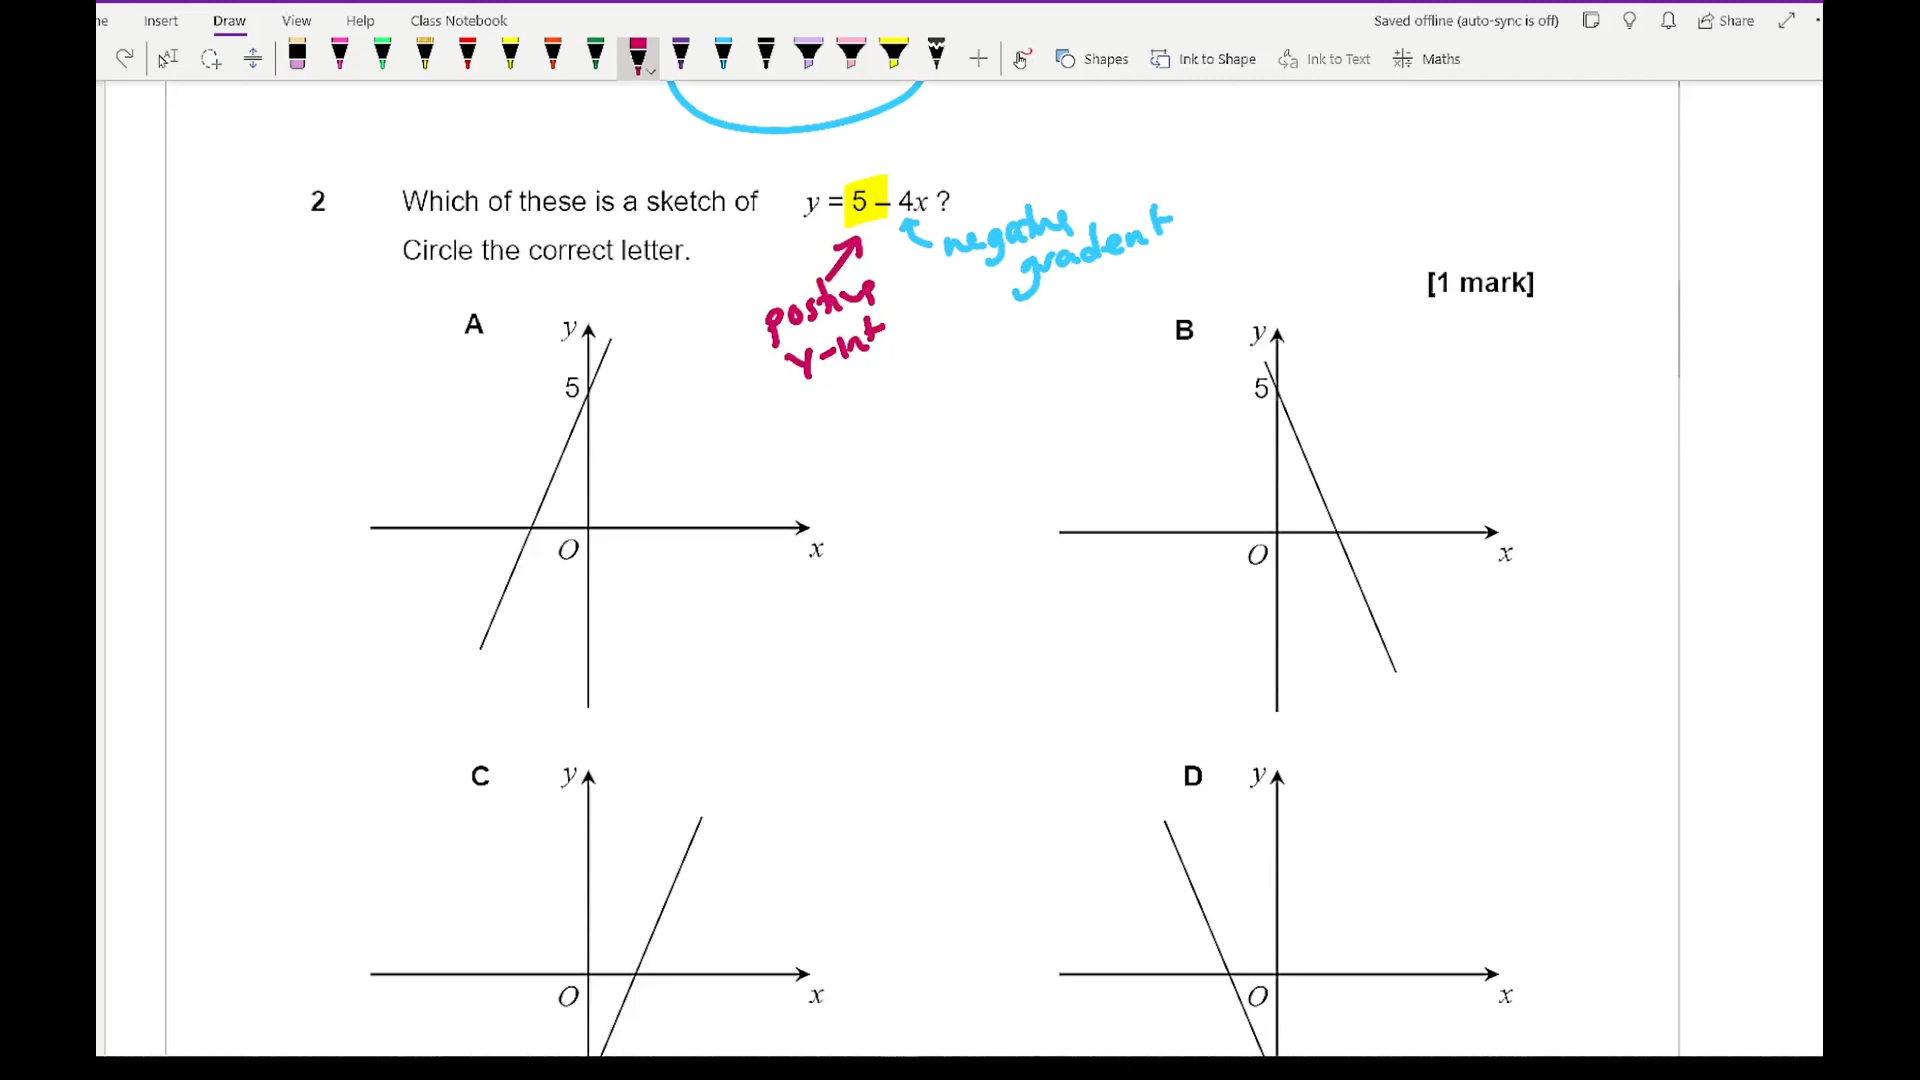 Insert Draw View Help Class Notebook Saved offline (auto-sync is off) Share
Shapes Ink to Shape Ink to Text Maths
2 Which of these is a sketch of y = 5 – 4x ?
Circle the correct letter.
negative
gradient
[1 mark]
positive
y-int
A y
5
O x
B y
5
O x
C y
O x
D y
O x